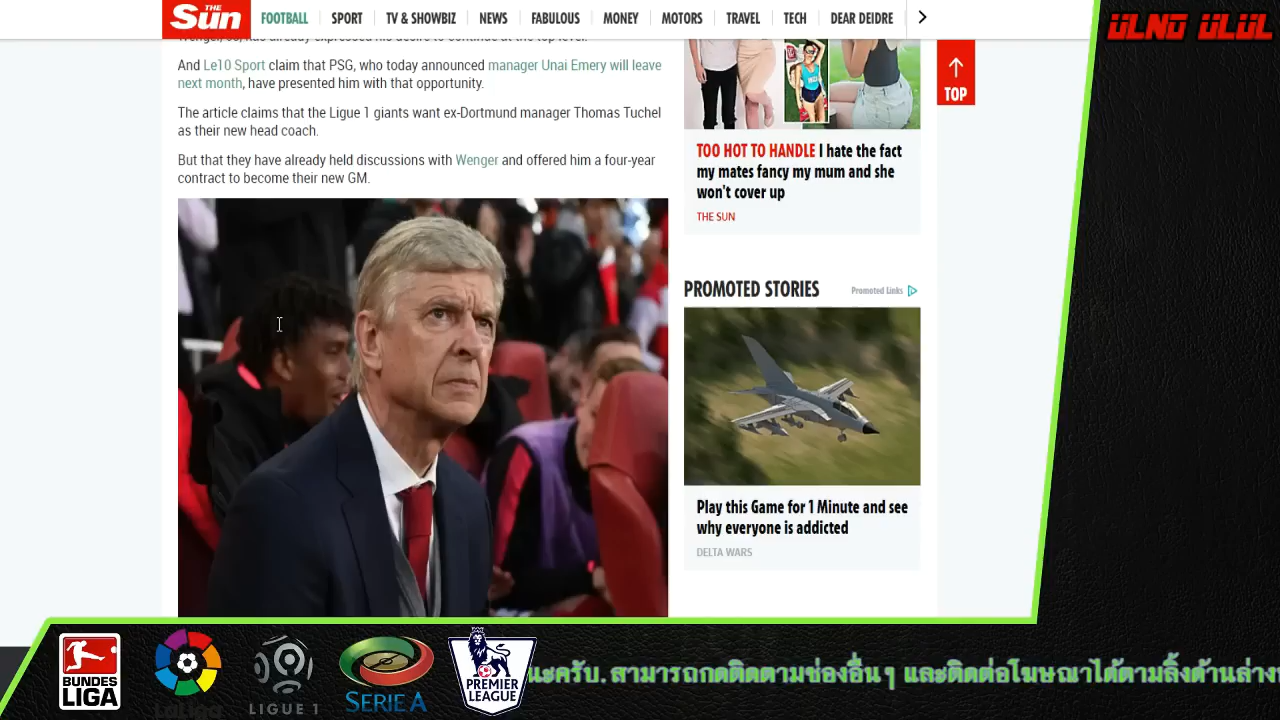 THE
Sun
FOOTBALL
SPORT
TV & SHOWBIZ
NEWS
FABULOUS
MONEY
MOTORS
TRAVEL
TECH
DEAR DEIDRE
And Le10 Sport claim that PSG, who today announced manager Unai Emery will leave
next month, have presented him with that opportunity.
The article claims that the Ligue 1 giants want ex-Dortmund manager Thomas Tuchel
as their new head coach.
But that they have already held discussions with Wenger and offered him a four-year
contract to become their new GM.
TOO HOT TO HANDLE I hate the fact
my mates fancy my mum and she
won't cover up
THE SUN
PROMOTED STORIES
Promoted Links
Play this Game for 1 Minute and see
why everyone is addicted
DELTA WARS
TOP
BUNDES
LIGA
LaLiga
LIGUE 1
SERIE A
PREMIER
LEAGUE
นะครับ. สามารถกดติดตามช่องอื่นๆ และติดต่อโฆษณาได้ตามลิ้งด้านล่าง